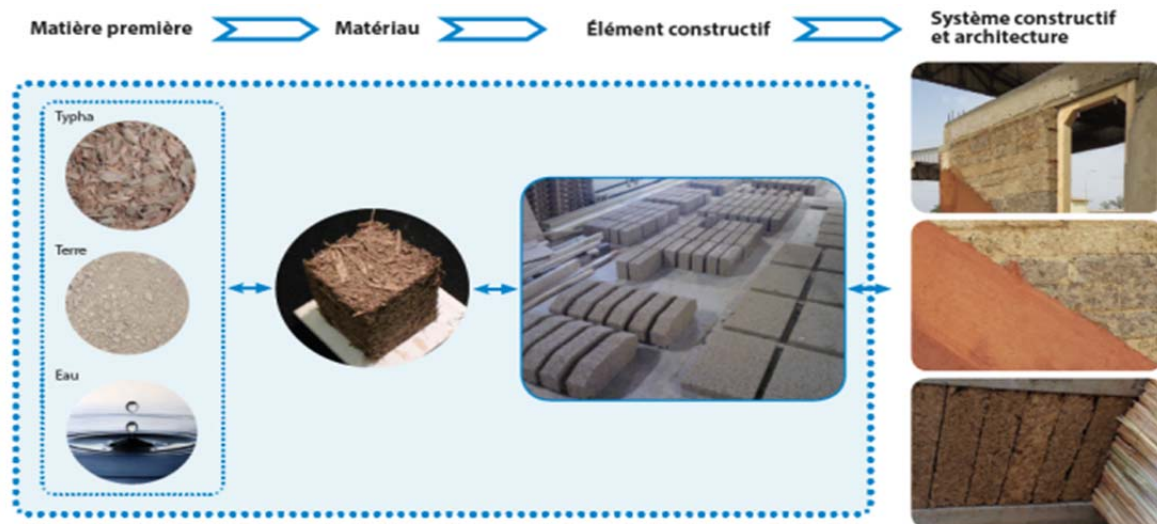 Matière première
Matériau
Élément constructif
Système constructif
et architecture
Typha
Terre
Eau